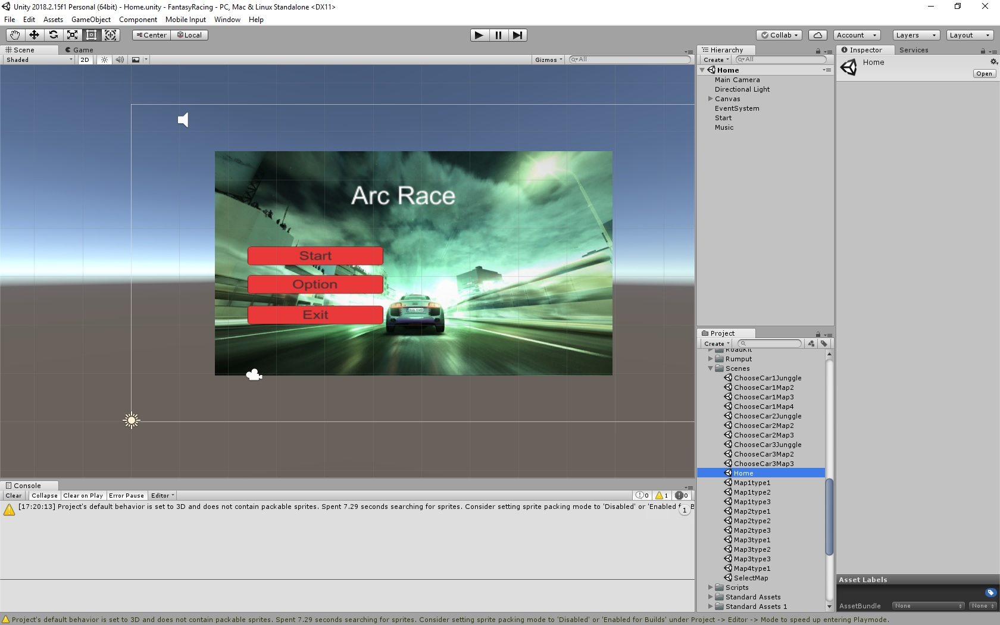 Unity 2018.2.15f1 Personal (64bit) - Home.unity - FantasyRacing - PC, Mac & Linux Standalone <DX11>
File Edit Assets GameObject Component Mobile Input Window Help
Center Local Collab Account Layers Layout
Scene Game
Shaded 2D Gizmos All
Arc Race
Start
Option
Exit
Hierarchy
Create All
Home
Main Camera
Directional Light
Canvas
EventSystem
Start
Music
Inspector Services
Home
Open
Project
Create
RoadKit
Rumput
Scenes
ChooseCar1Junggle
ChooseCar1Map2
ChooseCar1Map3
ChooseCar1Map4
ChooseCar2Junggle
ChooseCar2Map2
ChooseCar2Map3
ChooseCar3Junggle
ChooseCar3Map2
ChooseCar3Map3
Home
Map1type1
Map1type2
Map1type3
Map2type1
Map2type2
Map2type3
Map3type1
Map3type2
Map3type3
Map4type1
SelectMap
Scripts
Standard Assets
Standard Assets 1
Console
Clear Collapse Clear on Play Error Pause Editor 0 1 0
[17:20:13] Project's default behavior is set to 3D and does not contain packable sprites. Spent 7.29 seconds searching for sprites. Consider setting sprite packing mode to 'Disabled' or 'Enabled for B
1
Asset Labels
AssetBundle None None
Project's default behavior is set to 3D and does not contain packable sprites. Spent 7.29 seconds searching for sprites. Consider setting sprite packing mode to 'Disabled' or 'Enabled for Builds' under Project -> Editor -> Mode to speed up entering Playmode.